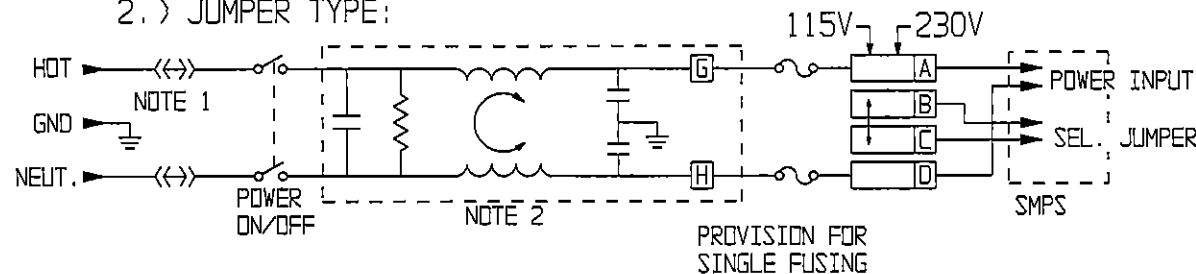 2.) JUMPER TYPE:
115V 230V
HOT
NOTE 1
G
A
POWER INPUT
B
GND
C
SEL. JUMPER
NEUT.
H
D
POWER
ON/OFF
NOTE 2
SMPS
PROVISION FOR
SINGLE FUSING